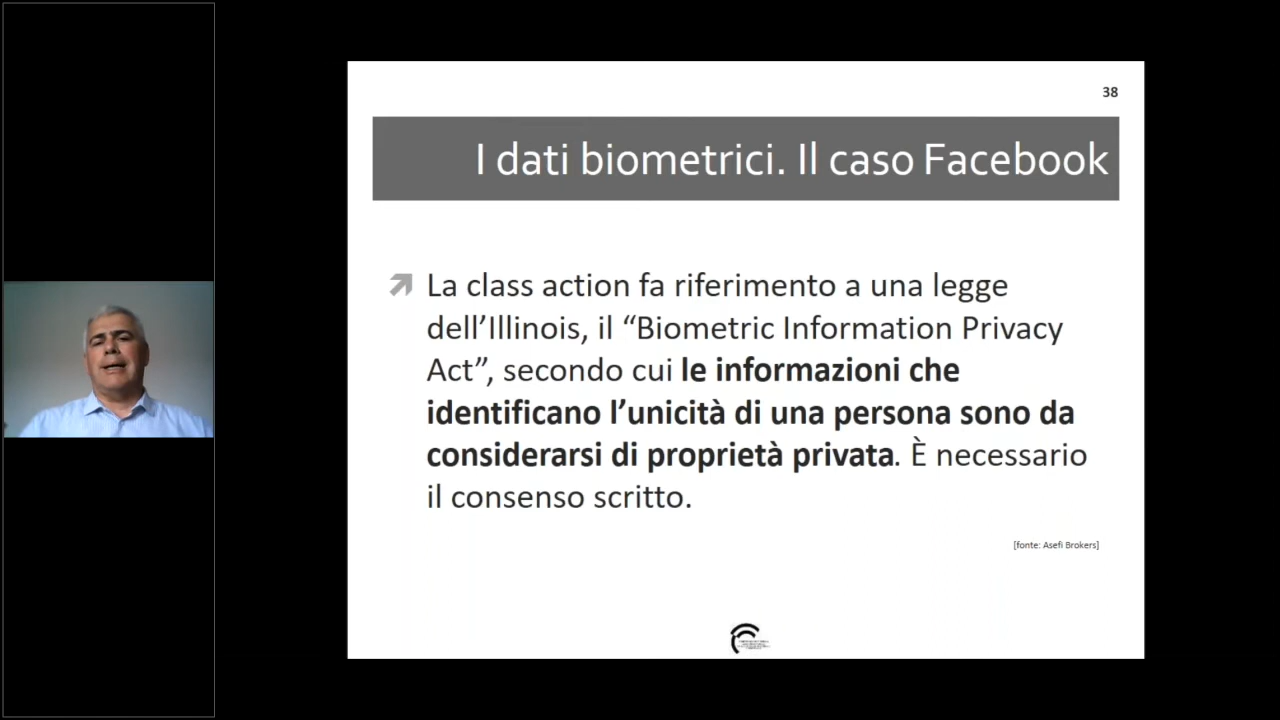 38
I dati biometrici. Il caso Facebook
La class action fa riferimento a una legge
dell’Illinois, il “Biometric Information Privacy
Act”, secondo cui le informazioni che
identificano l’unicità di una persona sono da
considerarsi di proprietà privata. È necessario
il consenso scritto.
[fonte: Asefi Brokers]